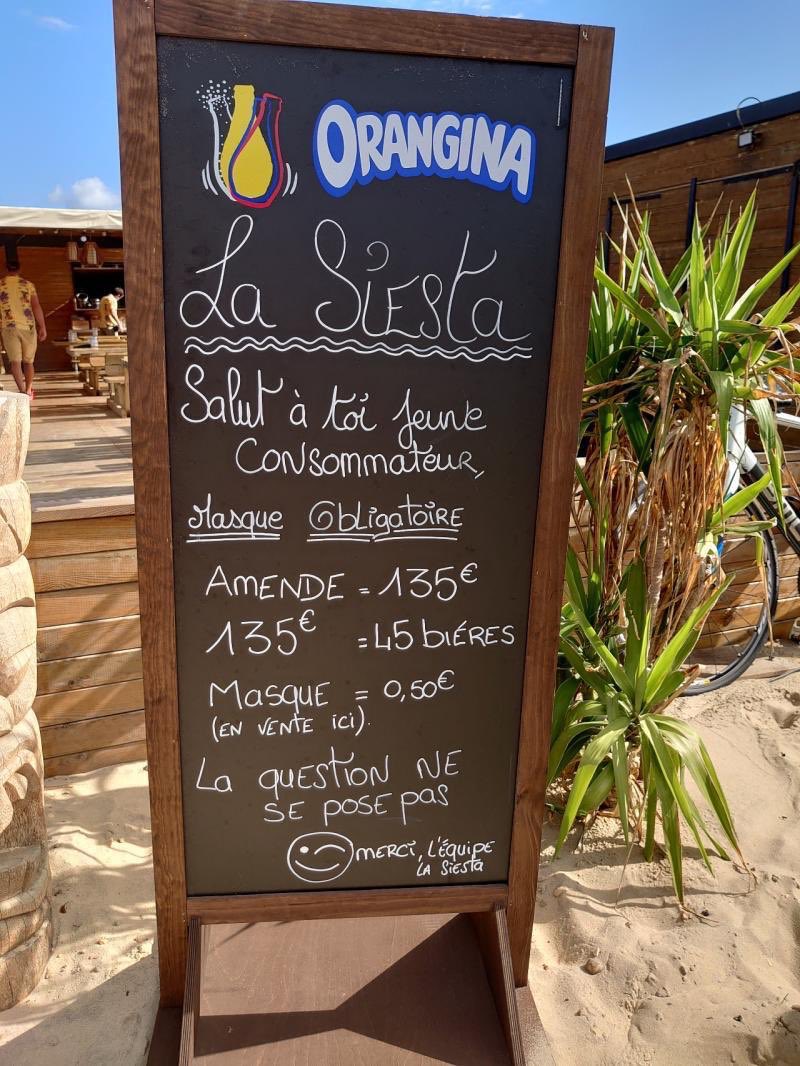 ORANGINA
La Siesta
Salut à toi jeune
consommateur,
Masque Obligatoire
AMENDE = 135€
135€ = 45 biéres
Masque = 0,50€
(EN VENTE ici).
La question NE
SE POSE pas
MERCI, L'ÉQUIPE
LA SIESTA